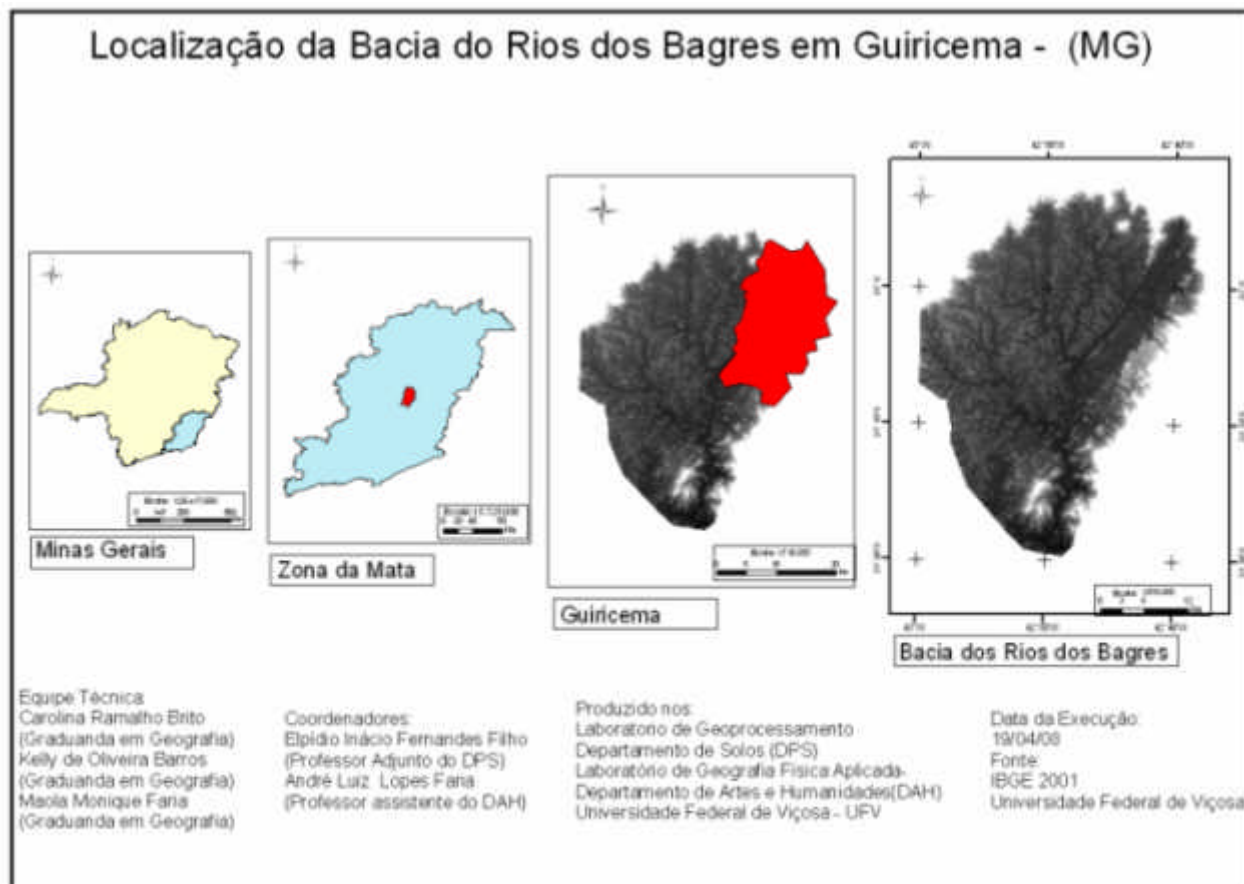 Localização da Bacia do Rios dos Bagres em Guiricema - (MG)
Minas Gerais
Zona da Mata
Guiricema
Bacia dos Rios dos Bagres
Equipe Técnica
Carolina Ramalho Brito
(Graduanda em Geografia)
Kelly de Oliveira Barros
(Graduanda em Geografia)
Maola Monique Faria
(Graduanda em Geografia)
Coordenadores:
Elpídio Inácio Fernandes Filho
(Professor Adjunto do DPS)
André Luiz Lopes Faria
(Professor assistente do DAH)
Produzido nos:
Laboratorio de Geoprocessamento
Departamento de Solos (DPS)
Laboratório de Geografia Física Aplicada-
Departamento de Artes e Humanidades(DAH)
Universidade Federal de Viçosa - UFV
Data da Execução:
19/04/08
Fonte:
IBGE 2001
Universidade Federal de Viçosa